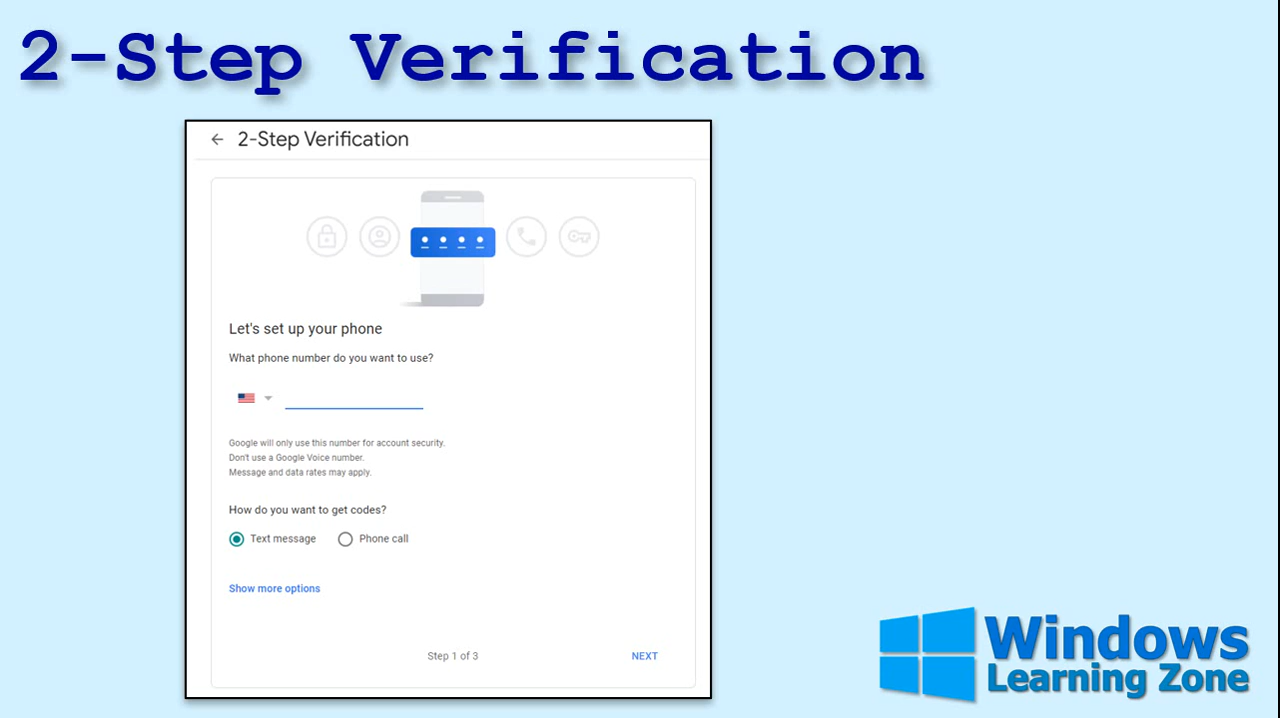 2-Step Verification
2-Step Verification
Let's set up your phone
What phone number do you want to use?
Google will only use this number for account security.
Don't use a Google Voice number.
Message and data rates may apply.
How do you want to get codes?
Text message Phone call
Show more options
Step 1 of 3 NEXT
Windows
Learning Zone